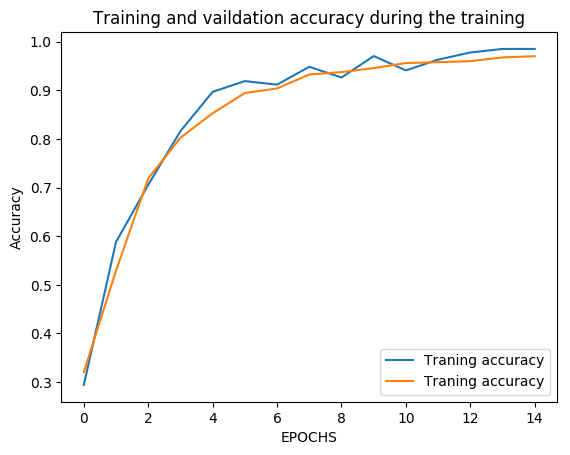 Training and vaildation accuracy during the training
1.0
0.9
0.8
0.7
0.6
0.5
0.4
0.3
Accuracy
Traning accuracy
Traning accuracy
0 2 4 6 8 10 12 14
EPOCHS